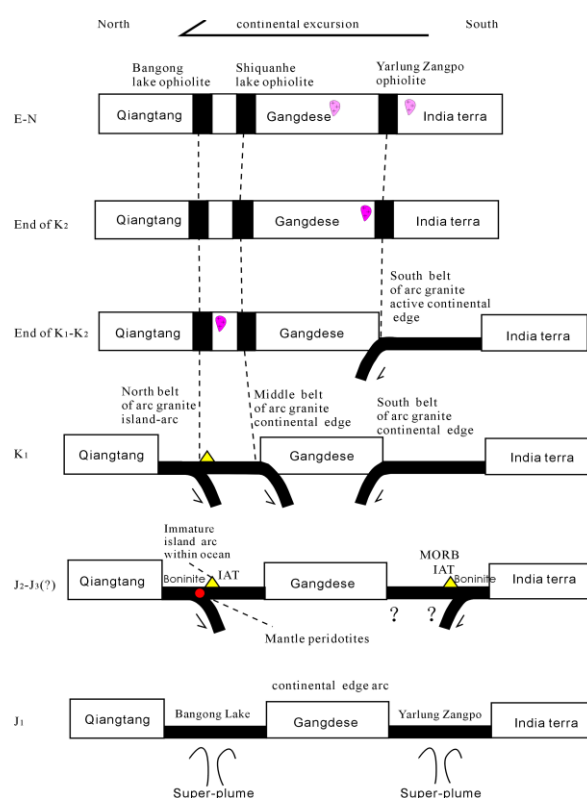 North
continental excursion
South
Bangong
lake ophiolite
Shiquanhe
lake ophiolite
Yarlung Zangpo
ophiolite
E-N
Qiangtang
Gangdese
India terra
End of K2
Qiangtang
Gangdese
India terra
South belt
of arc granite
active continental
edge
End of K1-K2
Qiangtang
Gangdese
India terra
North belt
of arc granite
island-arc
Middle belt
of arc granite
continental edge
South belt
of arc granite
continental edge
K1
Qiangtang
Gangdese
India terra
Immature
island arc
within ocean
MORB
IAT
J2-J3(?)
Qiangtang
Boninite
IAT
Gangdese
Boninite
India terra
? ?
Mantle peridotites
continental edge arc
J1
Qiangtang
Bangong Lake
Gangdese
Yarlung Zangpo
India terra
Super-plume
Super-plume